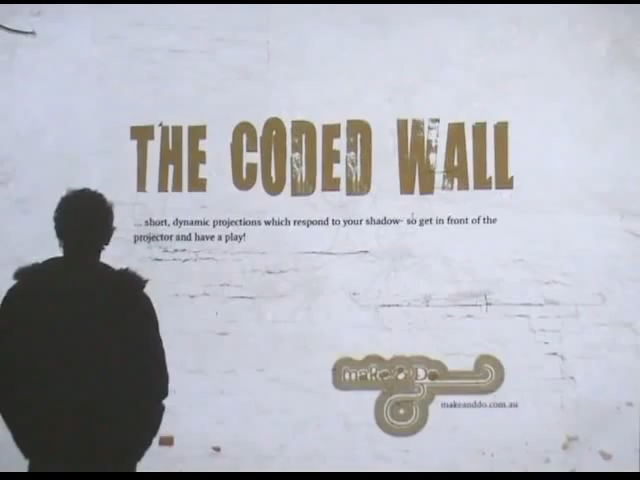 THE CODED WALL
... short, dynamic projections which respond to your shadow- so get in front of the
projector and have a play!
make & Do
makeanddo.com.au